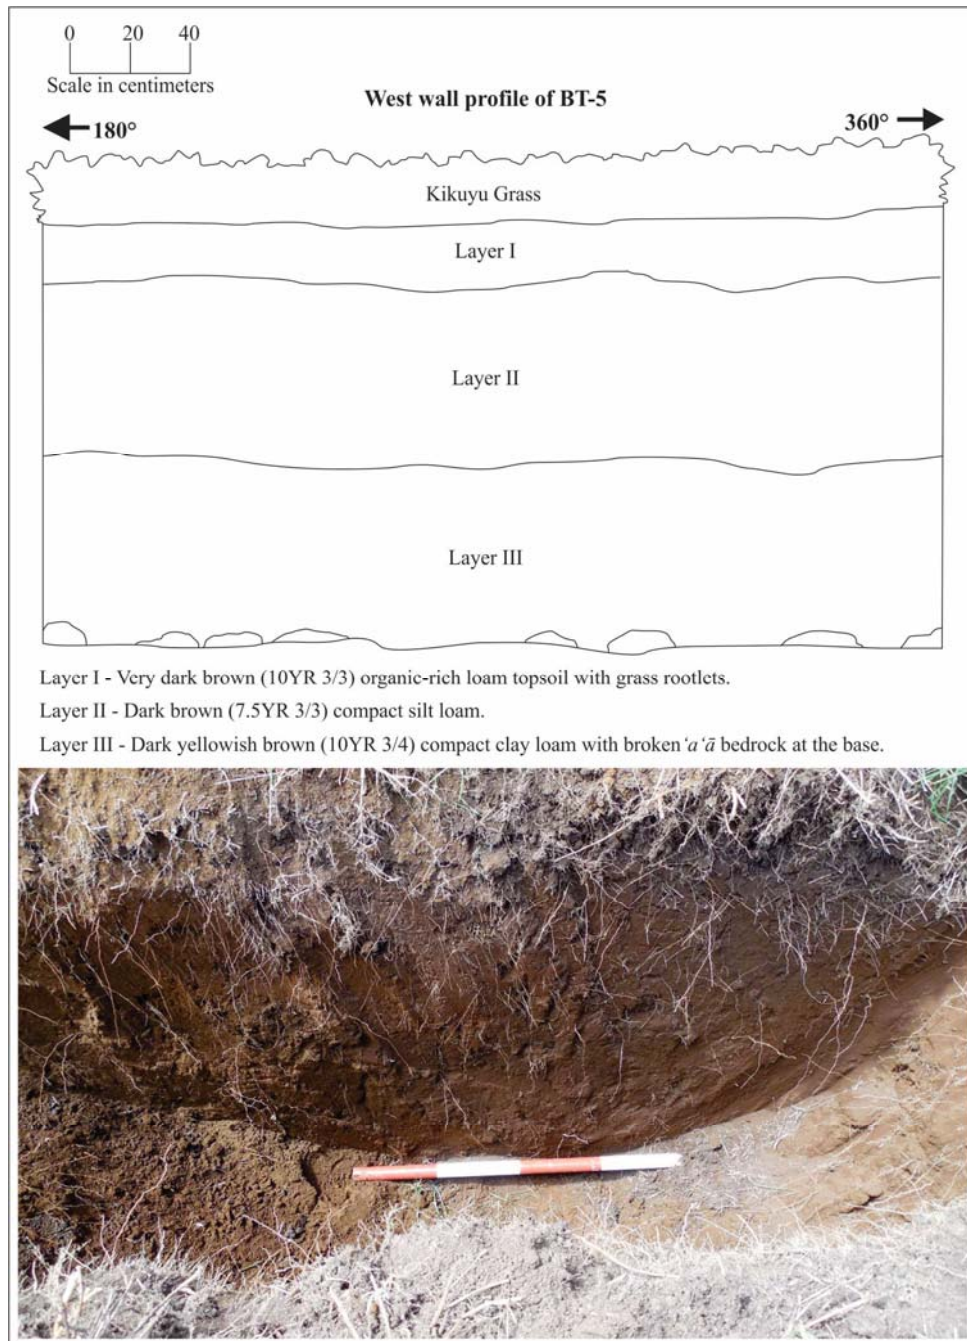 0 20 40
Scale in centimeters
West wall profile of BT-5
180° 360°
Kikuyu Grass
Layer I
Layer II
Layer III
Layer I - Very dark brown (10YR 3/3) organic-rich loam topsoil with grass rootlets.
Layer II - Dark brown (7.5YR 3/3) compact silt loam.
Layer III - Dark yellowish brown (10YR 3/4) compact clay loam with broken ‘a‘ā bedrock at the base.